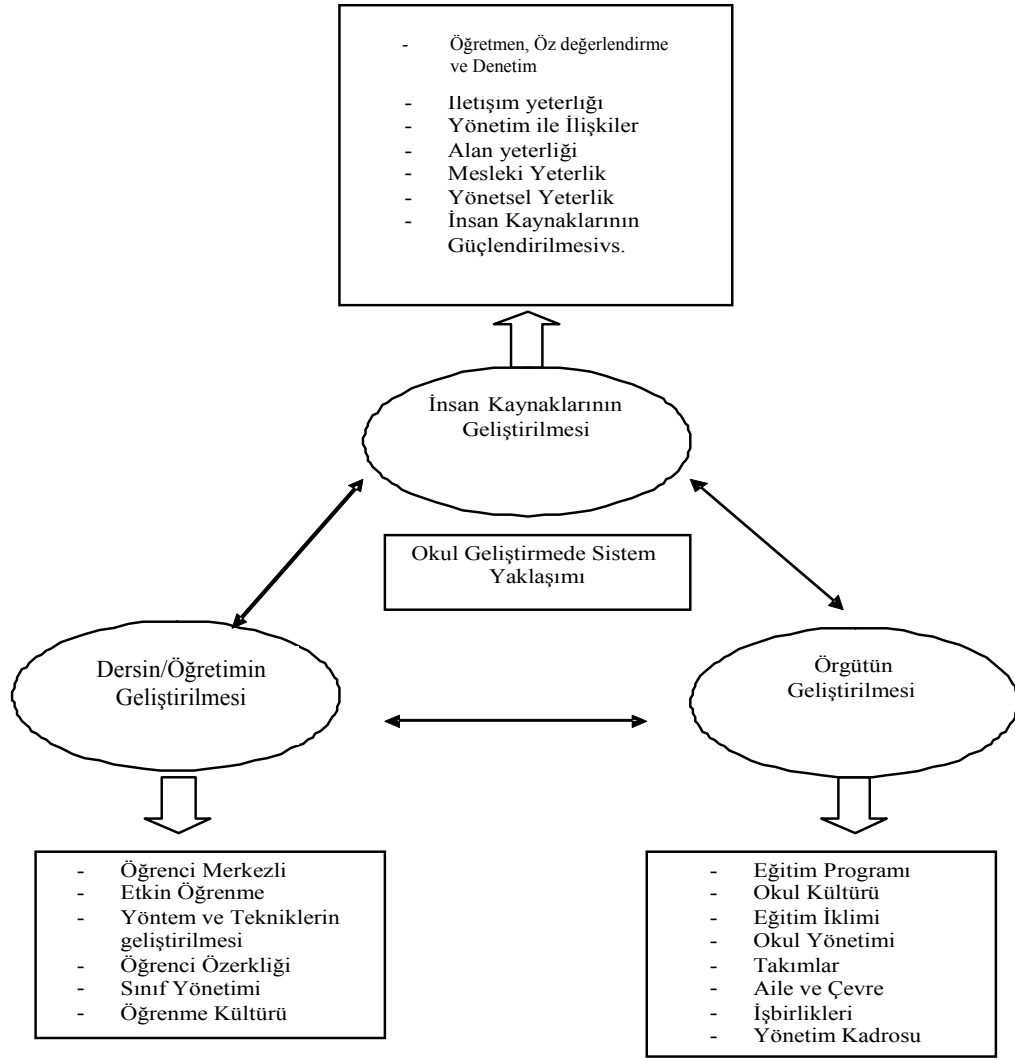 - Öğretmen, Öz değerlendirme
ve Denetim
- İletişim yeterliği
- Yönetim ile İlişkiler
- Alan yeterliği
- Mesleki Yeterlik
- Yönetsel Yeterlik
- İnsan Kaynaklarının
Güçlendirilmesivs.
İnsan Kaynaklarının
Geliştirilmesi
Okul Geliştirmede Sistem
Yaklaşımı
Dersin/Öğretimin
Geliştirilmesi
Örgütün
Geliştirilmesi
- Öğrenci Merkezli
- Etkin Öğrenme
- Yöntem ve Tekniklerin
geliştirilmesi
- Öğrenci Özerkliği
- Sınıf Yönetimi
- Öğrenme Kültürü
- Eğitim Programı
- Okul Kültürü
- Eğitim İklimi
- Okul Yönetimi
- Takımlar
- Aile ve Çevre
- İşbirlikleri
- Yönetim Kadrosu